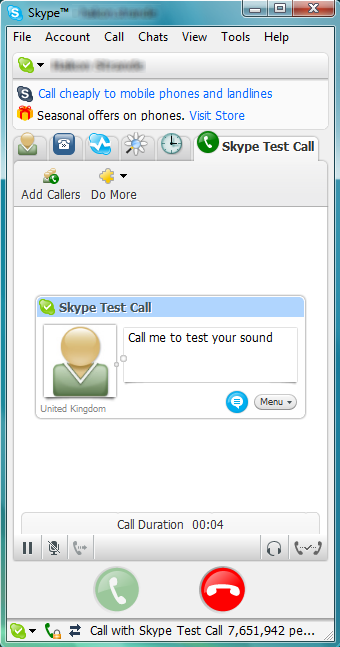 Skype™
File Account Call Chats View Tools Help
Call cheaply to mobile phones and landlines
Seasonal offers on phones. Visit Store
Skype Test Call
Add Callers Do More
Skype Test Call
Call me to test your sound
United Kingdom
Menu
Call Duration 00:04
Call with Skype Test Call 7,651,942 pe...